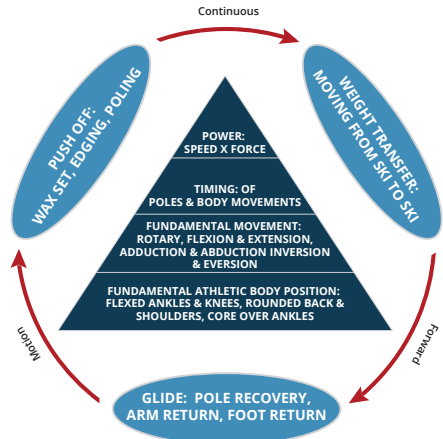 Continuous
PUSH OFF:
WAX SET, EDGING, POLING
WEIGHT TRANSFER:
MOVING FROM SKI TO SKI
POWER:
SPEED X FORCE
TIMING: OF
POLES & BODY MOVEMENTS
FUNDAMENTAL MOVEMENT:
ROTARY, FLEXION & EXTENSION,
ADDUCTION & ABDUCTION INVERSION
& EVERSION
FUNDAMENTAL ATHLETIC BODY POSITION:
FLEXED ANKLES & KNEES, ROUNDED BACK &
SHOULDERS, CORE OVER ANKLES
Motion
Forward
GLIDE: POLE RECOVERY,
ARM RETURN, FOOT RETURN